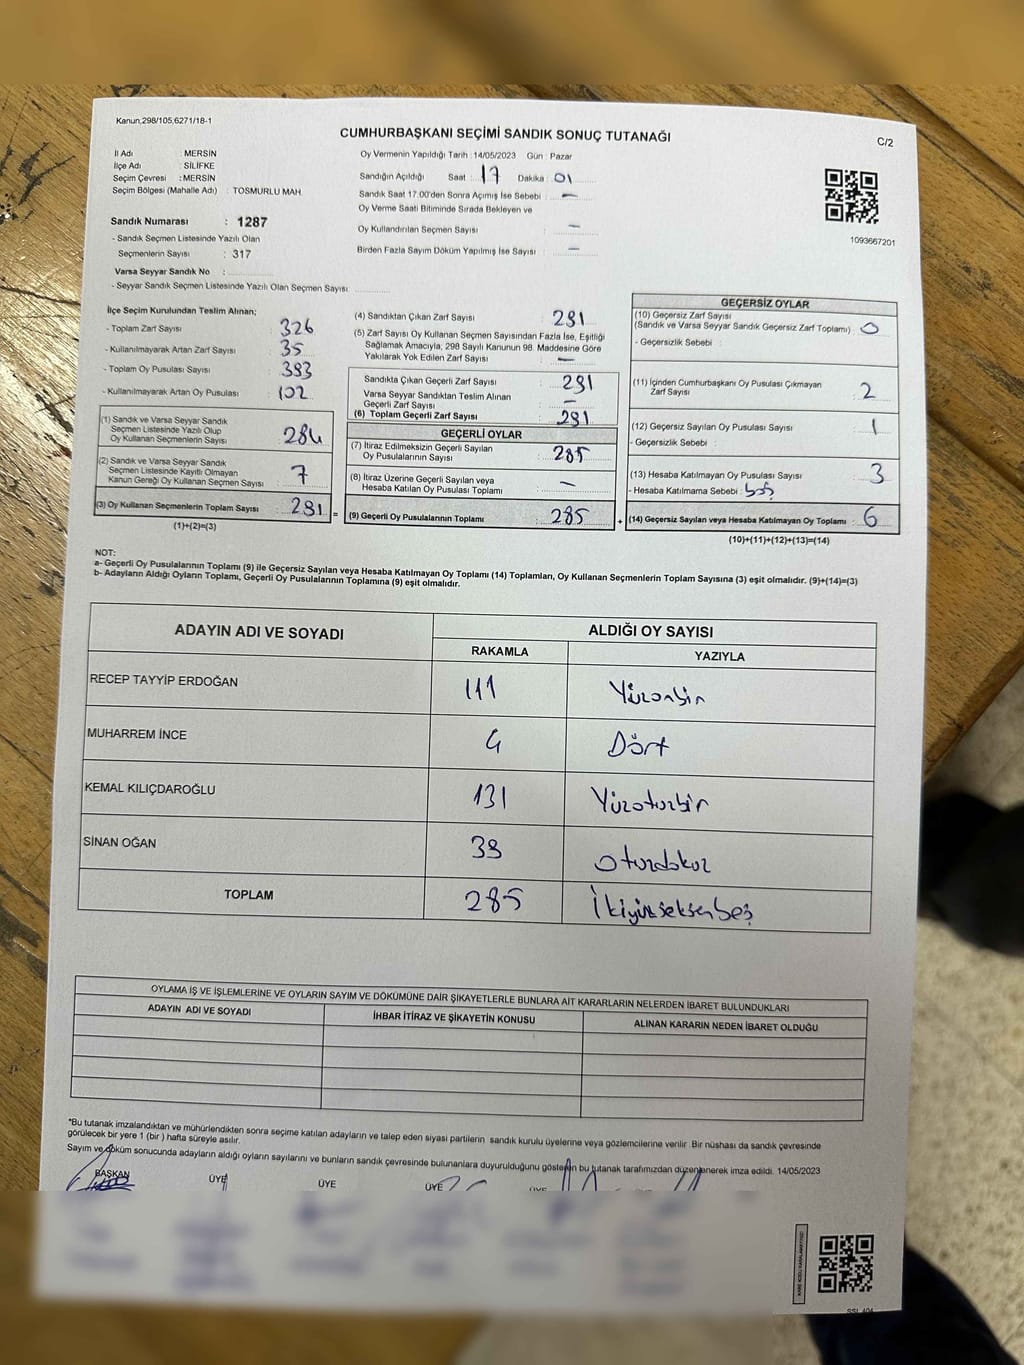 Kanun,298/105,6271/18-1
CUMHURBAŞKANI SEÇİMİ SANDIK SONUÇ TUTANAĞI
C/2
İl Adı : MERSİN
İlçe Adı : SİLİFKE
Seçim Çevresi : MERSİN
Seçim Bölgesi (Mahalle Adı) : TOSMURLU MAH.
Sandık Numarası : 1287
- Sandık Seçmen Listesinde Yazılı Olan
Seçmenlerin Sayısı : 317
Varsa Seyyar Sandık No :
- Seyyar Sandık Seçmen Listesinde Yazılı Olan Seçmen Sayısı:
Oy Vermenin Yapıldığı Tarih : 14/05/2023 Gün : Pazar
Sandığın Açıldığı Saat : 17 Dakika : 01
Sandık Saat 17.00'den Sonra Açımış İse Sebebi : —
Oy Verme Saati Bitiminde Sırada Bekleyen ve
Oy Kullandırılan Seçmen Sayısı : —
Birden Fazla Sayım Döküm Yapılmış İse Sayısı : —
1093667201
İlçe Seçim Kurulundan Teslim Alınan;
- Toplam Zarf Sayısı : 326
- Kullanılmayarak Artan Zarf Sayısı : 35
- Toplam Oy Pusulası Sayısı : 393
- Kullanılmayarak Artan Oy Pusulası : 102
(1) Sandık ve Varsa Seyyar Sandık
Seçmen Listesinde Yazılı Olup
Oy Kullanan Seçmenlerin Sayısı : 284
(2) Sandık ve Varsa Seyyar Sandık
Seçmen Listesinde Kayıtlı Olmayan
Kanun Gereği Oy Kullanan Seçmen Sayısı : 7
(3) Oy Kullanan Seçmenlerin Toplam Sayısı : 291 =
(1)+(2)=(3)
(4) Sandıktan Çıkan Zarf Sayısı : 291
(5) Zarf Sayısı Oy Kullanan Seçmen Sayısından Fazla İse, Eşitliği
Sağlamak Amacıyla, 298 Sayılı Kanunun 98. Maddesine Göre
Yakılarak Yok Edilen Zarf Sayısı : —
Sandıkta Çıkan Geçerli Zarf Sayısı : 291
Varsa Seyyar Sandıktan Teslim Alınan
Geçerli Zarf Sayısı : —
(6) Toplam Geçerli Zarf Sayısı : 291
GEÇERLİ OYLAR
(7) İtiraz Edilmeksizin Geçerli Sayılan
Oy Pusulalarının Sayısı : 285
(8) İtiraz Üzerine Geçerli Sayılan veya
Hesaba Katılan Oy Pusulası Toplamı : —
(9) Geçerli Oy Pusulalarının Toplamı : 285 +
GEÇERSİZ OYLAR
(10) Geçersiz Zarf Sayısı
(Sandık ve Varsa Seyyar Sandık Geçersiz Zarf Toplamı) : 0
- Geçersizlik Sebebi :
(11) İçinden Cumhurbaşkanı Oy Pusulası Çıkmayan
Zarf Sayısı : 2
(12) Geçersiz Sayılan Oy Pusulası Sayısı : 1
- Geçersizlik Sebebi :
(13) Hesaba Katılmayan Oy Pusulası Sayısı : 3
- Hesaba Katılmama Sebebi : boş
(14) Geçersiz Sayılan veya Hesaba Katılmayan Oy Toplamı : 6
(10)+(11)+(12)+(13)=(14)
NOT:
a- Geçerli Oy Pusulalarının Toplamı (9) ile Geçersiz Sayılan veya Hesaba Katılmayan Oy Toplamı (14) Toplamları, Oy Kullanan Seçmenlerin Toplam Sayısına (3) eşit olmalıdır. (9)+(14)=(3)
b- Adayların Aldığı Oyların Toplamı, Geçerli Oy Pusulalarının Toplamına (9) eşit olmalıdır.
ADAYIN ADI VE SOYADI ALDIĞI OY SAYISI
RAKAMLA YAZIYLA
RECEP TAYYİP ERDOĞAN 111 Yüzonbir
MUHARREM İNCE 4 Dört
KEMAL KILIÇDAROĞLU 131 Yüzotuzbir
SİNAN OĞAN 39 Otuzdokuz
TOPLAM 285 İkiyüzseksenbeş
OYLAMA İŞ VE İŞLEMLERİNE VE OYLARIN SAYIM VE DÖKÜMÜNE DAİR ŞİKAYETLERLE BUNLARA AİT KARARLARIN NELERDEN İBARET BULUNDUKLARI
ADAYIN ADI VE SOYADI İHBAR İTİRAZ VE ŞİKAYETİN KONUSU ALINAN KARARIN NEDEN İBARET OLDUĞU
*Bu tutanak imzalandıktan ve mühürlendikten sonra seçime katılan adayların ve talep eden siyasi partilerin sandık kurulu üyelerine veya gözlemcilerine verilir. Bir nüshası da sandık çevresinde
görülecek bir yere 1 (bir) hafta süreyle asılır.
Sayım ve döküm sonucunda adayların aldığı oyların sayılarını ve bunların sandık çevresinde bulunanlara duyurulduğunu gösteren bu tutanak tarafımızdan düzenlenerek imza edildi. 14/05/2023
BAŞKAN ÜYE ÜYE ÜYE ÜYE